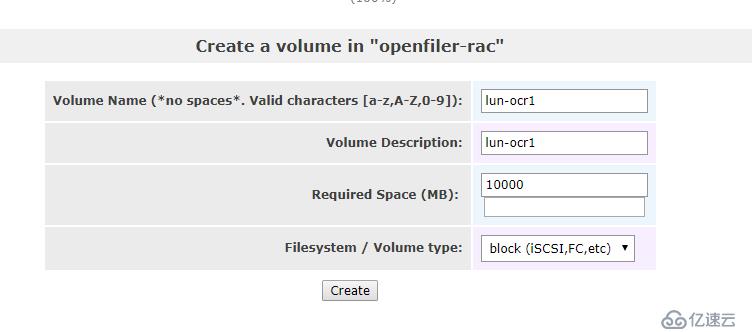 (100%)
Create a volume in "openfiler-rac"
Volume Name (*no spaces*. Valid characters [a-z,A-Z,0-9]): lun-ocr1
Volume Description: lun-ocr1
Required Space (MB): 10000
Filesystem / Volume type: block (iSCSI,FC,etc)
Create
亿速云